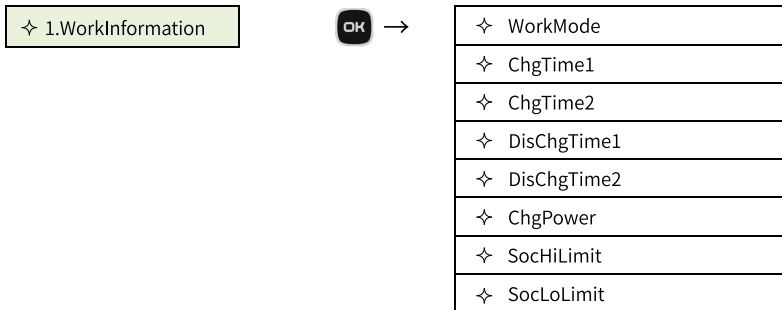 ✧ 1.WorkInformation
OK →
✧ WorkMode
✧ ChgTime1
✧ ChgTime2
✧ DisChgTime1
✧ DisChgTime2
✧ ChgPower
✧ SocHiLimit
✧ SocLoLimit